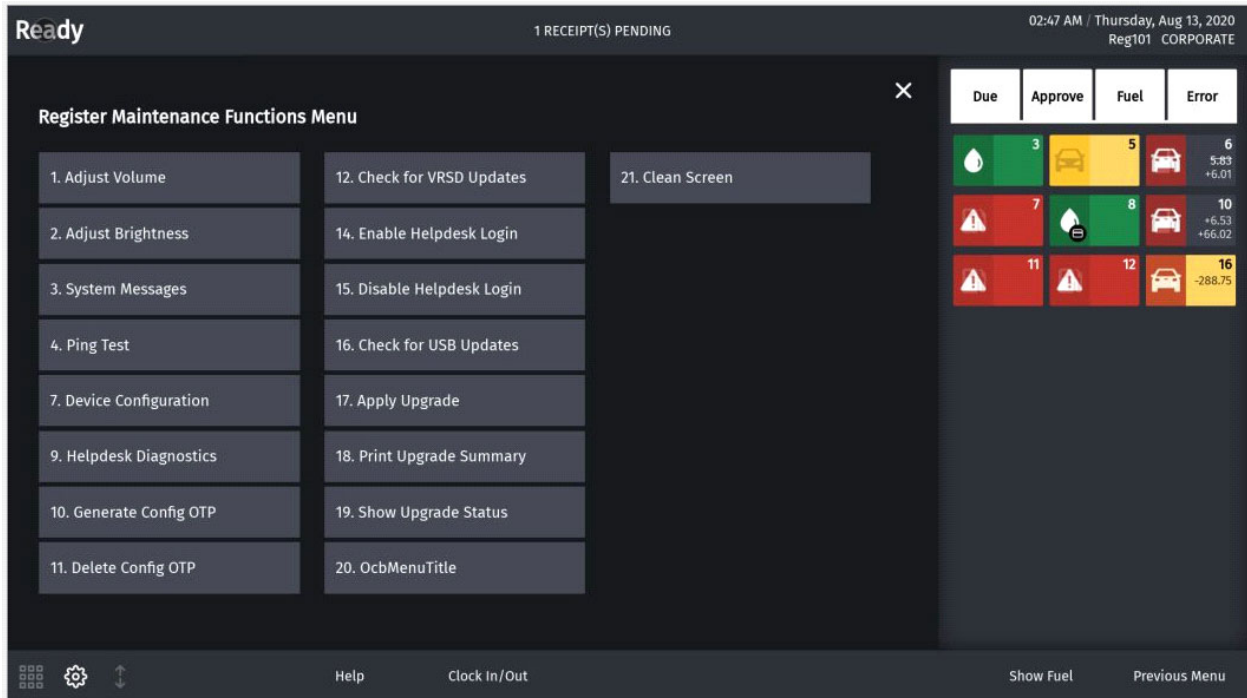 Ready
1 RECEIPT(S) PENDING
02:47 AM / Thursday, Aug 13, 2020
Reg101 CORPORATE
Register Maintenance Functions Menu
1. Adjust Volume
2. Adjust Brightness
3. System Messages
4. Ping Test
7. Device Configuration
9. Helpdesk Diagnostics
10. Generate Config OTP
11. Delete Config OTP
12. Check for VRSD Updates
14. Enable Helpdesk Login
15. Disable Helpdesk Login
16. Check for USB Updates
17. Apply Upgrade
18. Print Upgrade Summary
19. Show Upgrade Status
20. OcbMenuTitle
21. Clean Screen
Due Approve Fuel Error
3
5
6
5.83
+6.01
7
8
10
+6.53
+66.02
11
12
16
-288.75
Help Clock In/Out Show Fuel Previous Menu